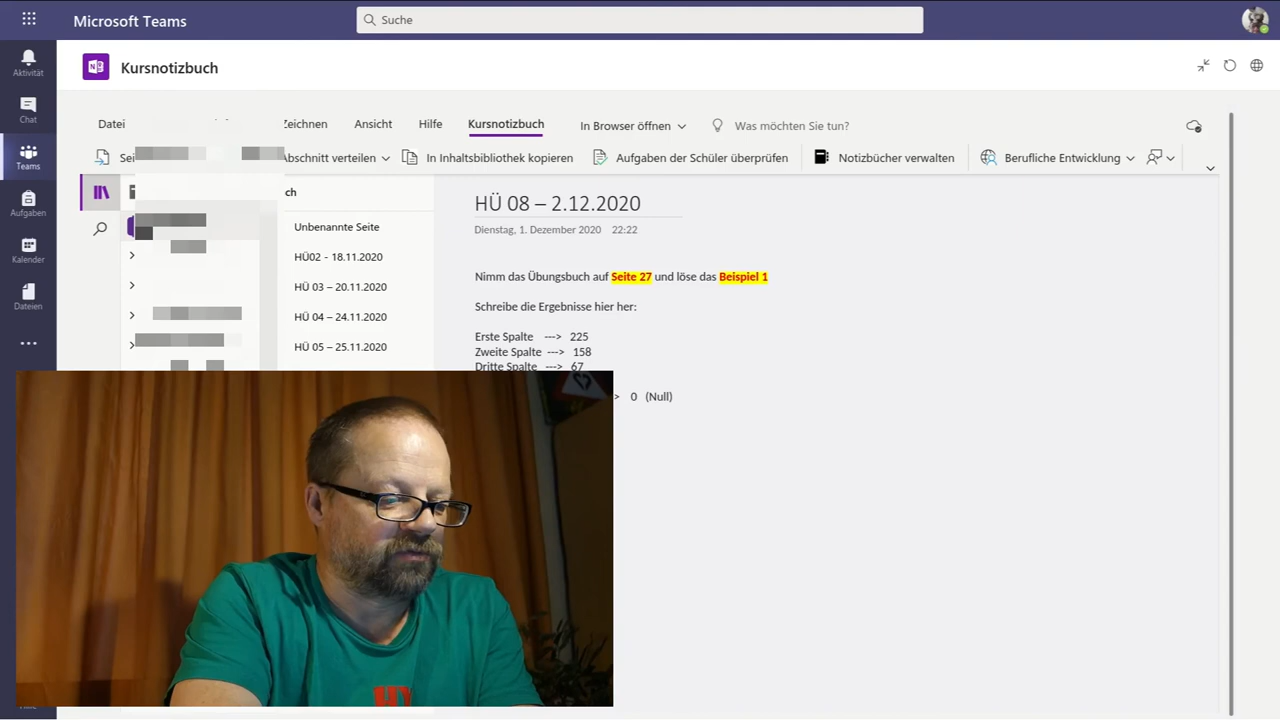 Microsoft Teams
Suche
Aktivität
Chat
Teams
Aufgaben
Kalender
Dateien
Kursnotizbuch
Datei
Zeichnen
Ansicht
Hilfe
Kursnotizbuch
In Browser öffnen
Was möchten Sie tun?
Abschnitt verteilen
In Inhaltsbibliothek kopieren
Aufgaben der Schüler überprüfen
Notizbücher verwalten
Berufliche Entwicklung
Unbenannte Seite
HÜ02 - 18.11.2020
HÜ 03 – 20.11.2020
HÜ 04 – 24.11.2020
HÜ 05 – 25.11.2020
HÜ 08 – 2.12.2020
Dienstag, 1. Dezember 2020 22:22
Nimm das Übungsbuch auf Seite 27 und löse das Beispiel 1
Schreibe die Ergebnisse hier her:
Erste Spalte ---> 225
Zweite Spalte ---> 158
Dritte Spalte ---> 67
> 0 (Null)